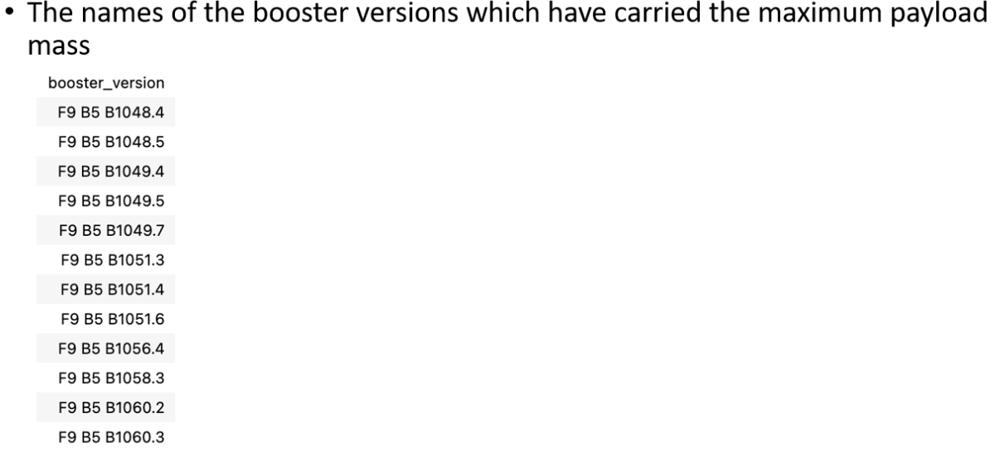 • The names of the booster versions which have carried the maximum payload
mass
booster_version
F9 B5 B1048.4
F9 B5 B1048.5
F9 B5 B1049.4
F9 B5 B1049.5
F9 B5 B1049.7
F9 B5 B1051.3
F9 B5 B1051.4
F9 B5 B1051.6
F9 B5 B1056.4
F9 B5 B1058.3
F9 B5 B1060.2
F9 B5 B1060.3